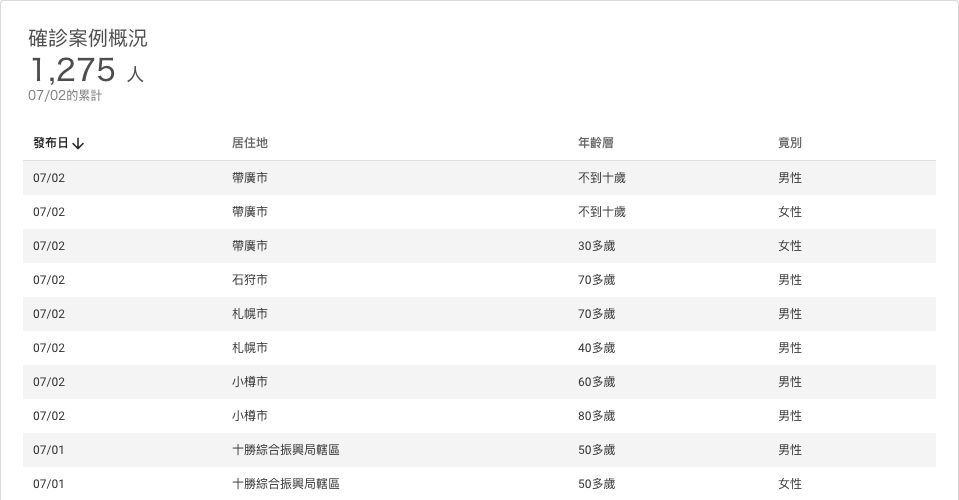 確診案例概況
1,275 人
07/02的累計
發布日↓ 居住地 年齡層 竟別
07/02 帶廣市 不到十歲 男性
07/02 帶廣市 不到十歲 女性
07/02 帶廣市 30多歲 女性
07/02 石狩市 70多歲 男性
07/02 札幌市 70多歲 男性
07/02 札幌市 40多歲 男性
07/02 小樽市 60多歲 男性
07/02 小樽市 80多歲 男性
07/01 十勝綜合振興局轄區 50多歲 男性
07/01 十勝綜合振興局轄區 50多歲 女性